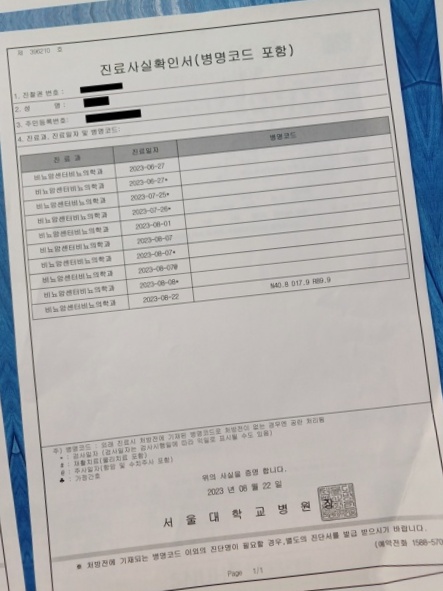 제 398210 호
진료사실확인서(병명코드 포함)
1. 진찰권 번호 :
2. 성 명 :
3. 주민등록번호:
4. 진료과, 진료일자 및 병명코드:
진 료 과 진료일자 병명코드
비뇨암센터비뇨의학과 2023-06-27
비뇨암센터비뇨의학과 2023-06-27*
비뇨암센터비뇨의학과 2023-07-25*
비뇨암센터비뇨의학과 2023-07-26*
비뇨암센터비뇨의학과 2023-08-01
비뇨암센터비뇨의학과 2023-08-07
비뇨암센터비뇨의학과 2023-08-07*
비뇨암센터비뇨의학과 2023-08-07@
비뇨암센터비뇨의학과 2023-08-08*
비뇨암센터비뇨의학과 2023-08-22 N40.8 D17.9 R89.9
주) 병명코드 : 외래 진료시 처방전에 기재된 병명코드로 처방전이 없는 경우엔 공란 처리됨
* : 검사일자 (검사일자는 검사시행일에 따라 익일로 표시될 수도 있음)
# : 재활치료(물리치료 포함)
@ : 주사일자(항암 및 수치주사 포함)
♣ : 가정간호
위의 사실을 증명 합니다.
2023 년 08 월 22 일
서 울 대 학 교 병 원 장
※ 처방전에 기재되는 병명코드 이외의 진단명이 필요할 경우,별도의 진단서를 발급 받으시기 바랍니다.
(예약전화 1588-570
Page 1/1